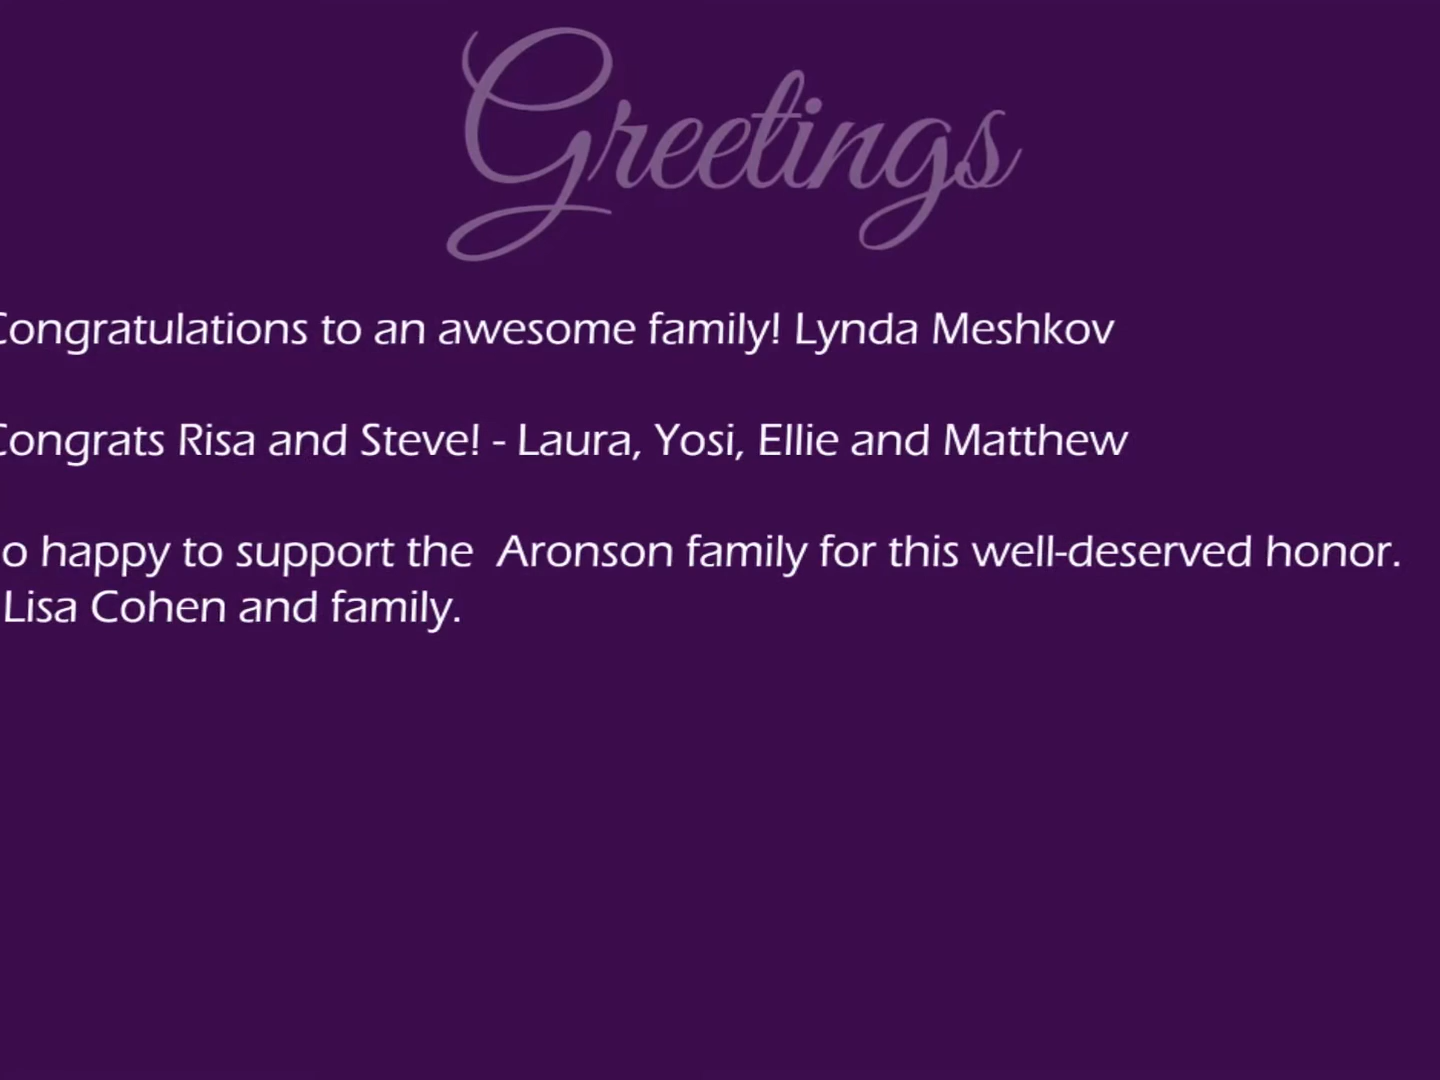 Greetings
Congratulations to an awesome family! Lynda Meshkov
Congrats Risa and Steve! - Laura, Yosi, Ellie and Matthew
o happy to support the  Aronson family for this well-deserved honor.
Lisa Cohen and family.